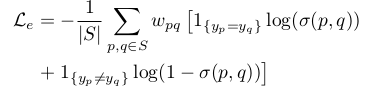 $\mathcal{L}_e = -\frac{1}{|S|} \sum_{p,q \in S} w_{pq} \left[ 1_{\{y_p = y_q\}} \log(\sigma(p,q)) \right.$
$\left. + 1_{\{y_p \neq y_q\}} \log(1 - \sigma(p,q)) \right]$